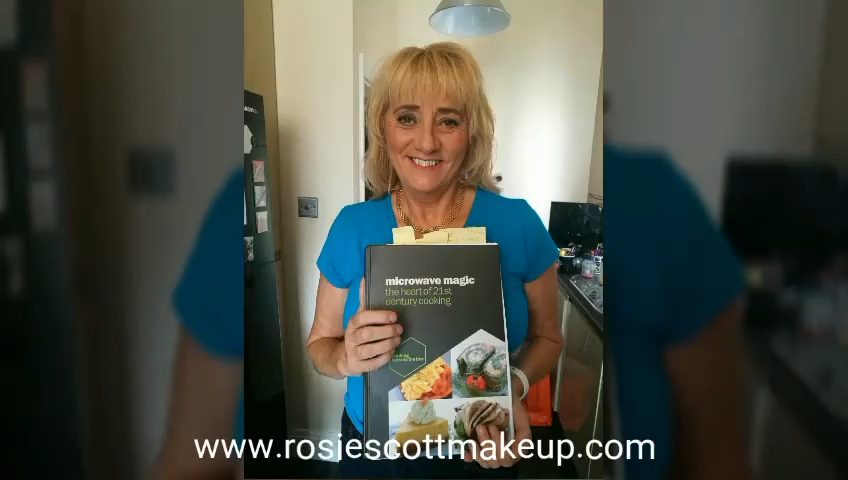 microwave magic
the heart of 21st
century cooking
www.rosiescottmakeup.com